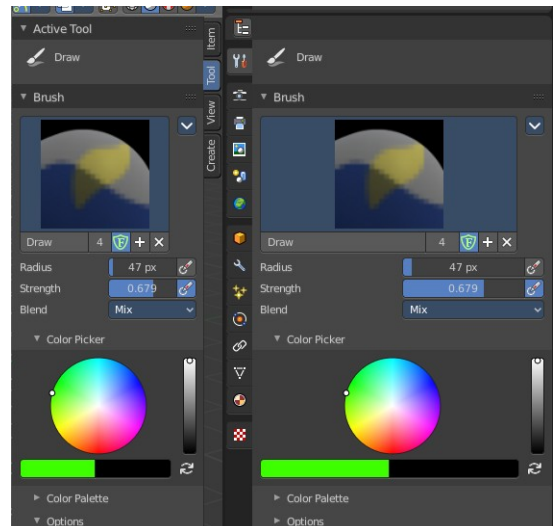 Active Tool
Draw
Brush
Draw 4 F
Radius 47 px
Strength 0.679
Blend Mix
Color Picker
Color Palette
Options
Item
Tool
View
Create
Draw
Brush
Draw 4 F
Radius 47 px
Strength 0.679
Blend Mix
Color Picker
Color Palette
Options